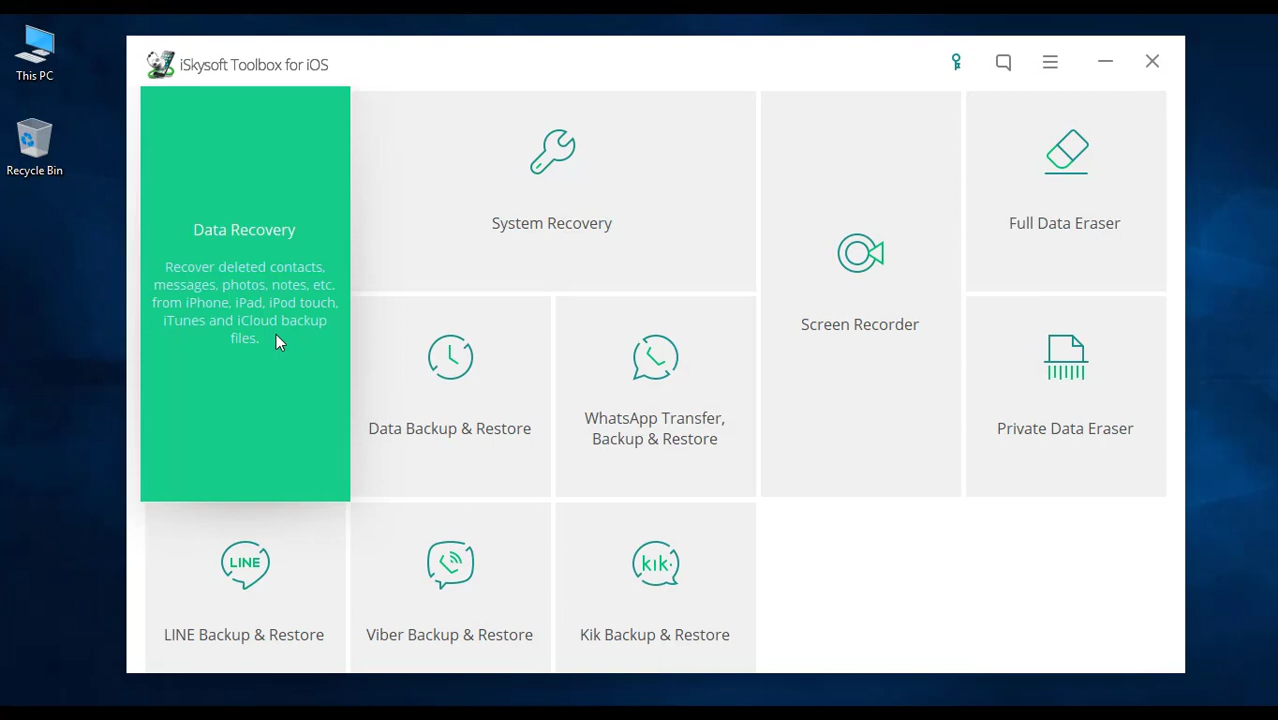 This PC
Recycle Bin
iSkysoft Toolbox for iOS
Data Recovery
Recover deleted contacts,
messages, photos, notes, etc.
from iPhone, iPad, iPod touch,
iTunes and iCloud backup
files.
System Recovery
Screen Recorder
Full Data Eraser
Data Backup & Restore
WhatsApp Transfer,
Backup & Restore
Private Data Eraser
LINE
LINE Backup & Restore
Viber Backup & Restore
kik
Kik Backup & Restore